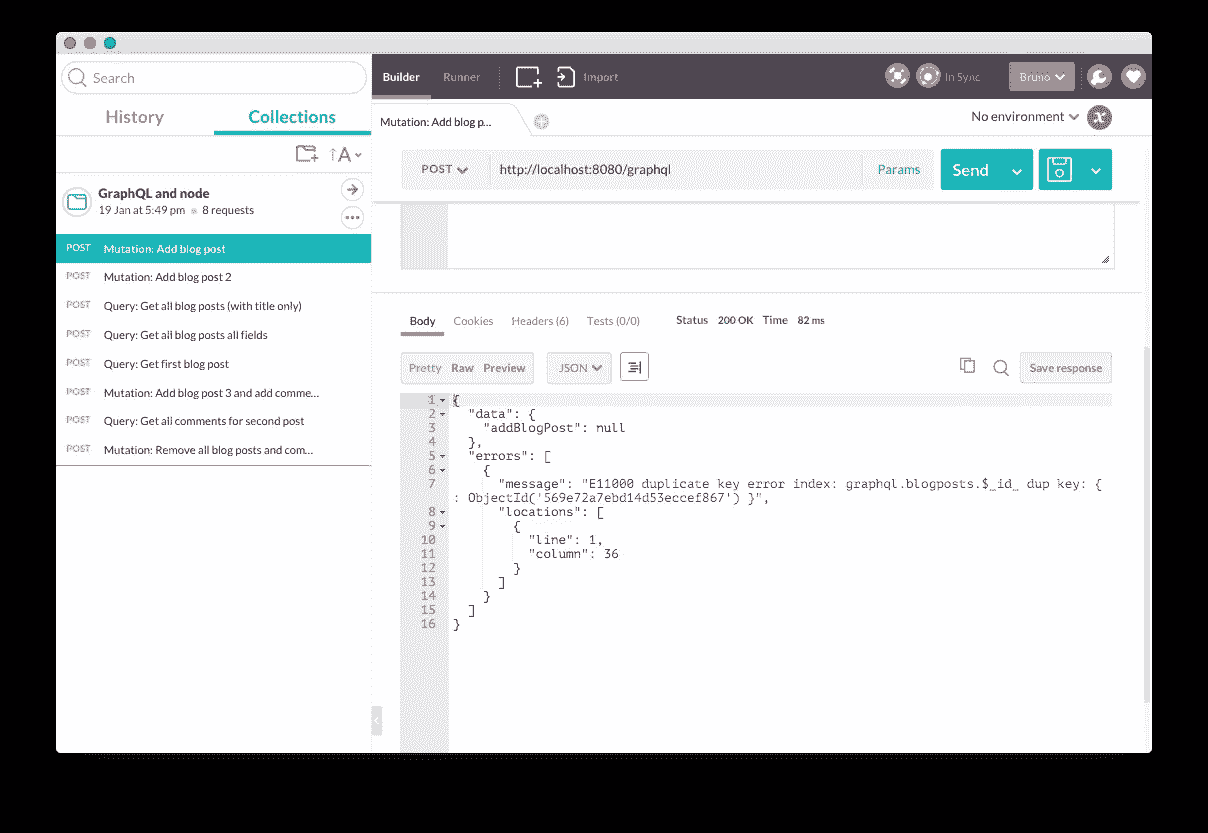 Search
Builder
Runner
Import
In Sync
Bruno
History
Collections
Mutation: Add blog p...
No environment
A
GraphQL and node
19 Jan at 5:49 pm 8 requests
POST
http://localhost:8080/graphql
Params
Send
POST Mutation: Add blog post
POST Mutation: Add blog post 2
POST Query: Get all blog posts (with title only)
POST Query: Get all blog posts all fields
POST Query: Get first blog post
POST Mutation: Add blog post 3 and add comme...
POST Query: Get all comments for second post
POST Mutation: Remove all blog posts and com...
Body Cookies Headers (6) Tests (0/0) Status 200 OK Time 82 ms
Pretty Raw Preview JSON Save response
1 {
2 "data": {
3 "addBlogPost": null
4 },
5 "errors": [
6 {
7 "message": "E11000 duplicate key error index: graphql.blogposts.$_id_ dup key: {
: ObjectId('569e72a7ebd14d53eccef867') }",
8 "locations": [
9 {
10 "line": 1,
11 "column": 36
12 }
13 ]
14 }
15 ]
16 }